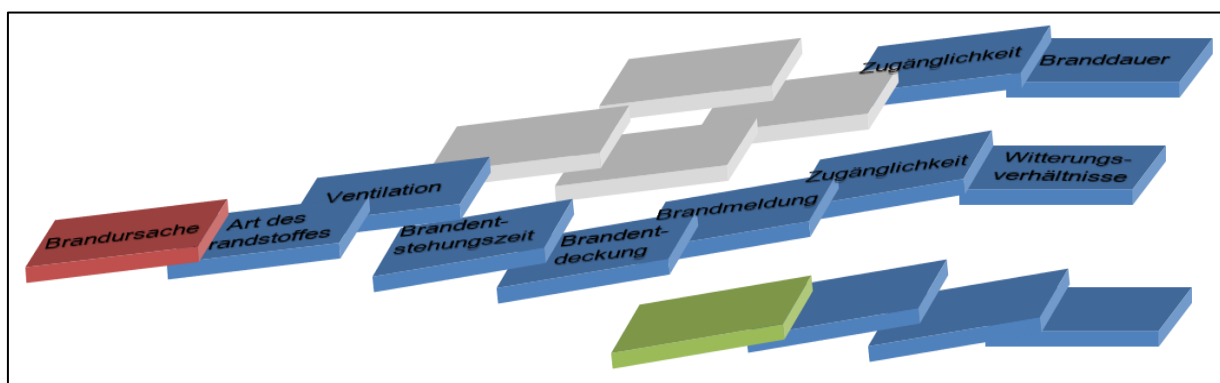 Zugänglichkeit
Branddauer
Zugänglichkeit
Witterungs-
verhältnisse
Ventilation
Brandmeldung
Brandursache
Art des
randstoffes
Brandent-
stehungszeit
Brandent-
deckung